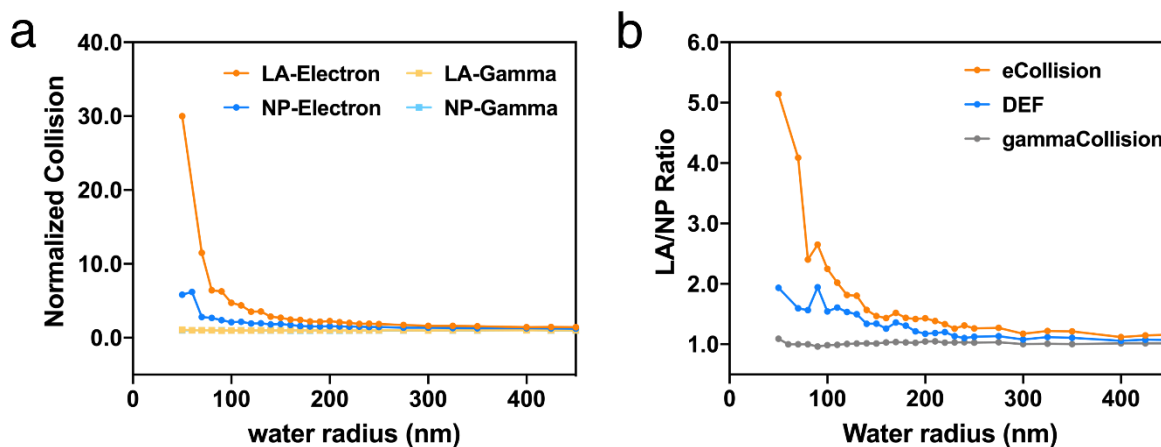 a
40.0
30.0
20.0
10.0
0.0
Normalized Collision
LA-Electron
LA-Gamma
NP-Electron
NP-Gamma
0
100
200
300
400
water radius (nm)
b
6.0
5.0
4.0
3.0
2.0
1.0
LA/NP Ratio
eCollision
DEF
gammaCollision
0
100
200
300
400
Water radius (nm)